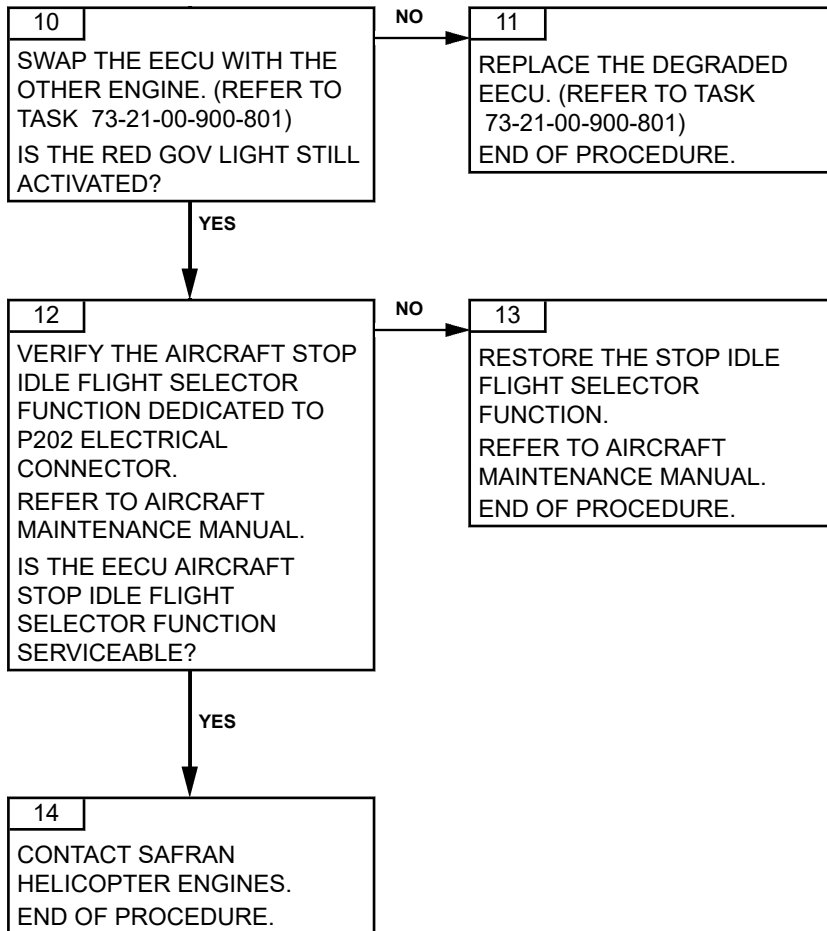 10
SWAP THE EECU WITH THE
OTHER ENGINE. (REFER TO
TASK 73-21-00-900-801)
IS THE RED GOV LIGHT STILL
ACTIVATED?
NO
11
REPLACE THE DEGRADED
EECU. (REFER TO TASK
73-21-00-900-801)
END OF PROCEDURE.
YES
12
VERIFY THE AIRCRAFT STOP
IDLE FLIGHT SELECTOR
FUNCTION DEDICATED TO
P202 ELECTRICAL
CONNECTOR.
REFER TO AIRCRAFT
MAINTENANCE MANUAL.
IS THE EECU AIRCRAFT
STOP IDLE FLIGHT
SELECTOR FUNCTION
SERVICEABLE?
NO
13
RESTORE THE STOP IDLE
FLIGHT SELECTOR
FUNCTION.
REFER TO AIRCRAFT
MAINTENANCE MANUAL.
END OF PROCEDURE.
YES
14
CONTACT SAFRAN
HELICOPTER ENGINES.
END OF PROCEDURE.